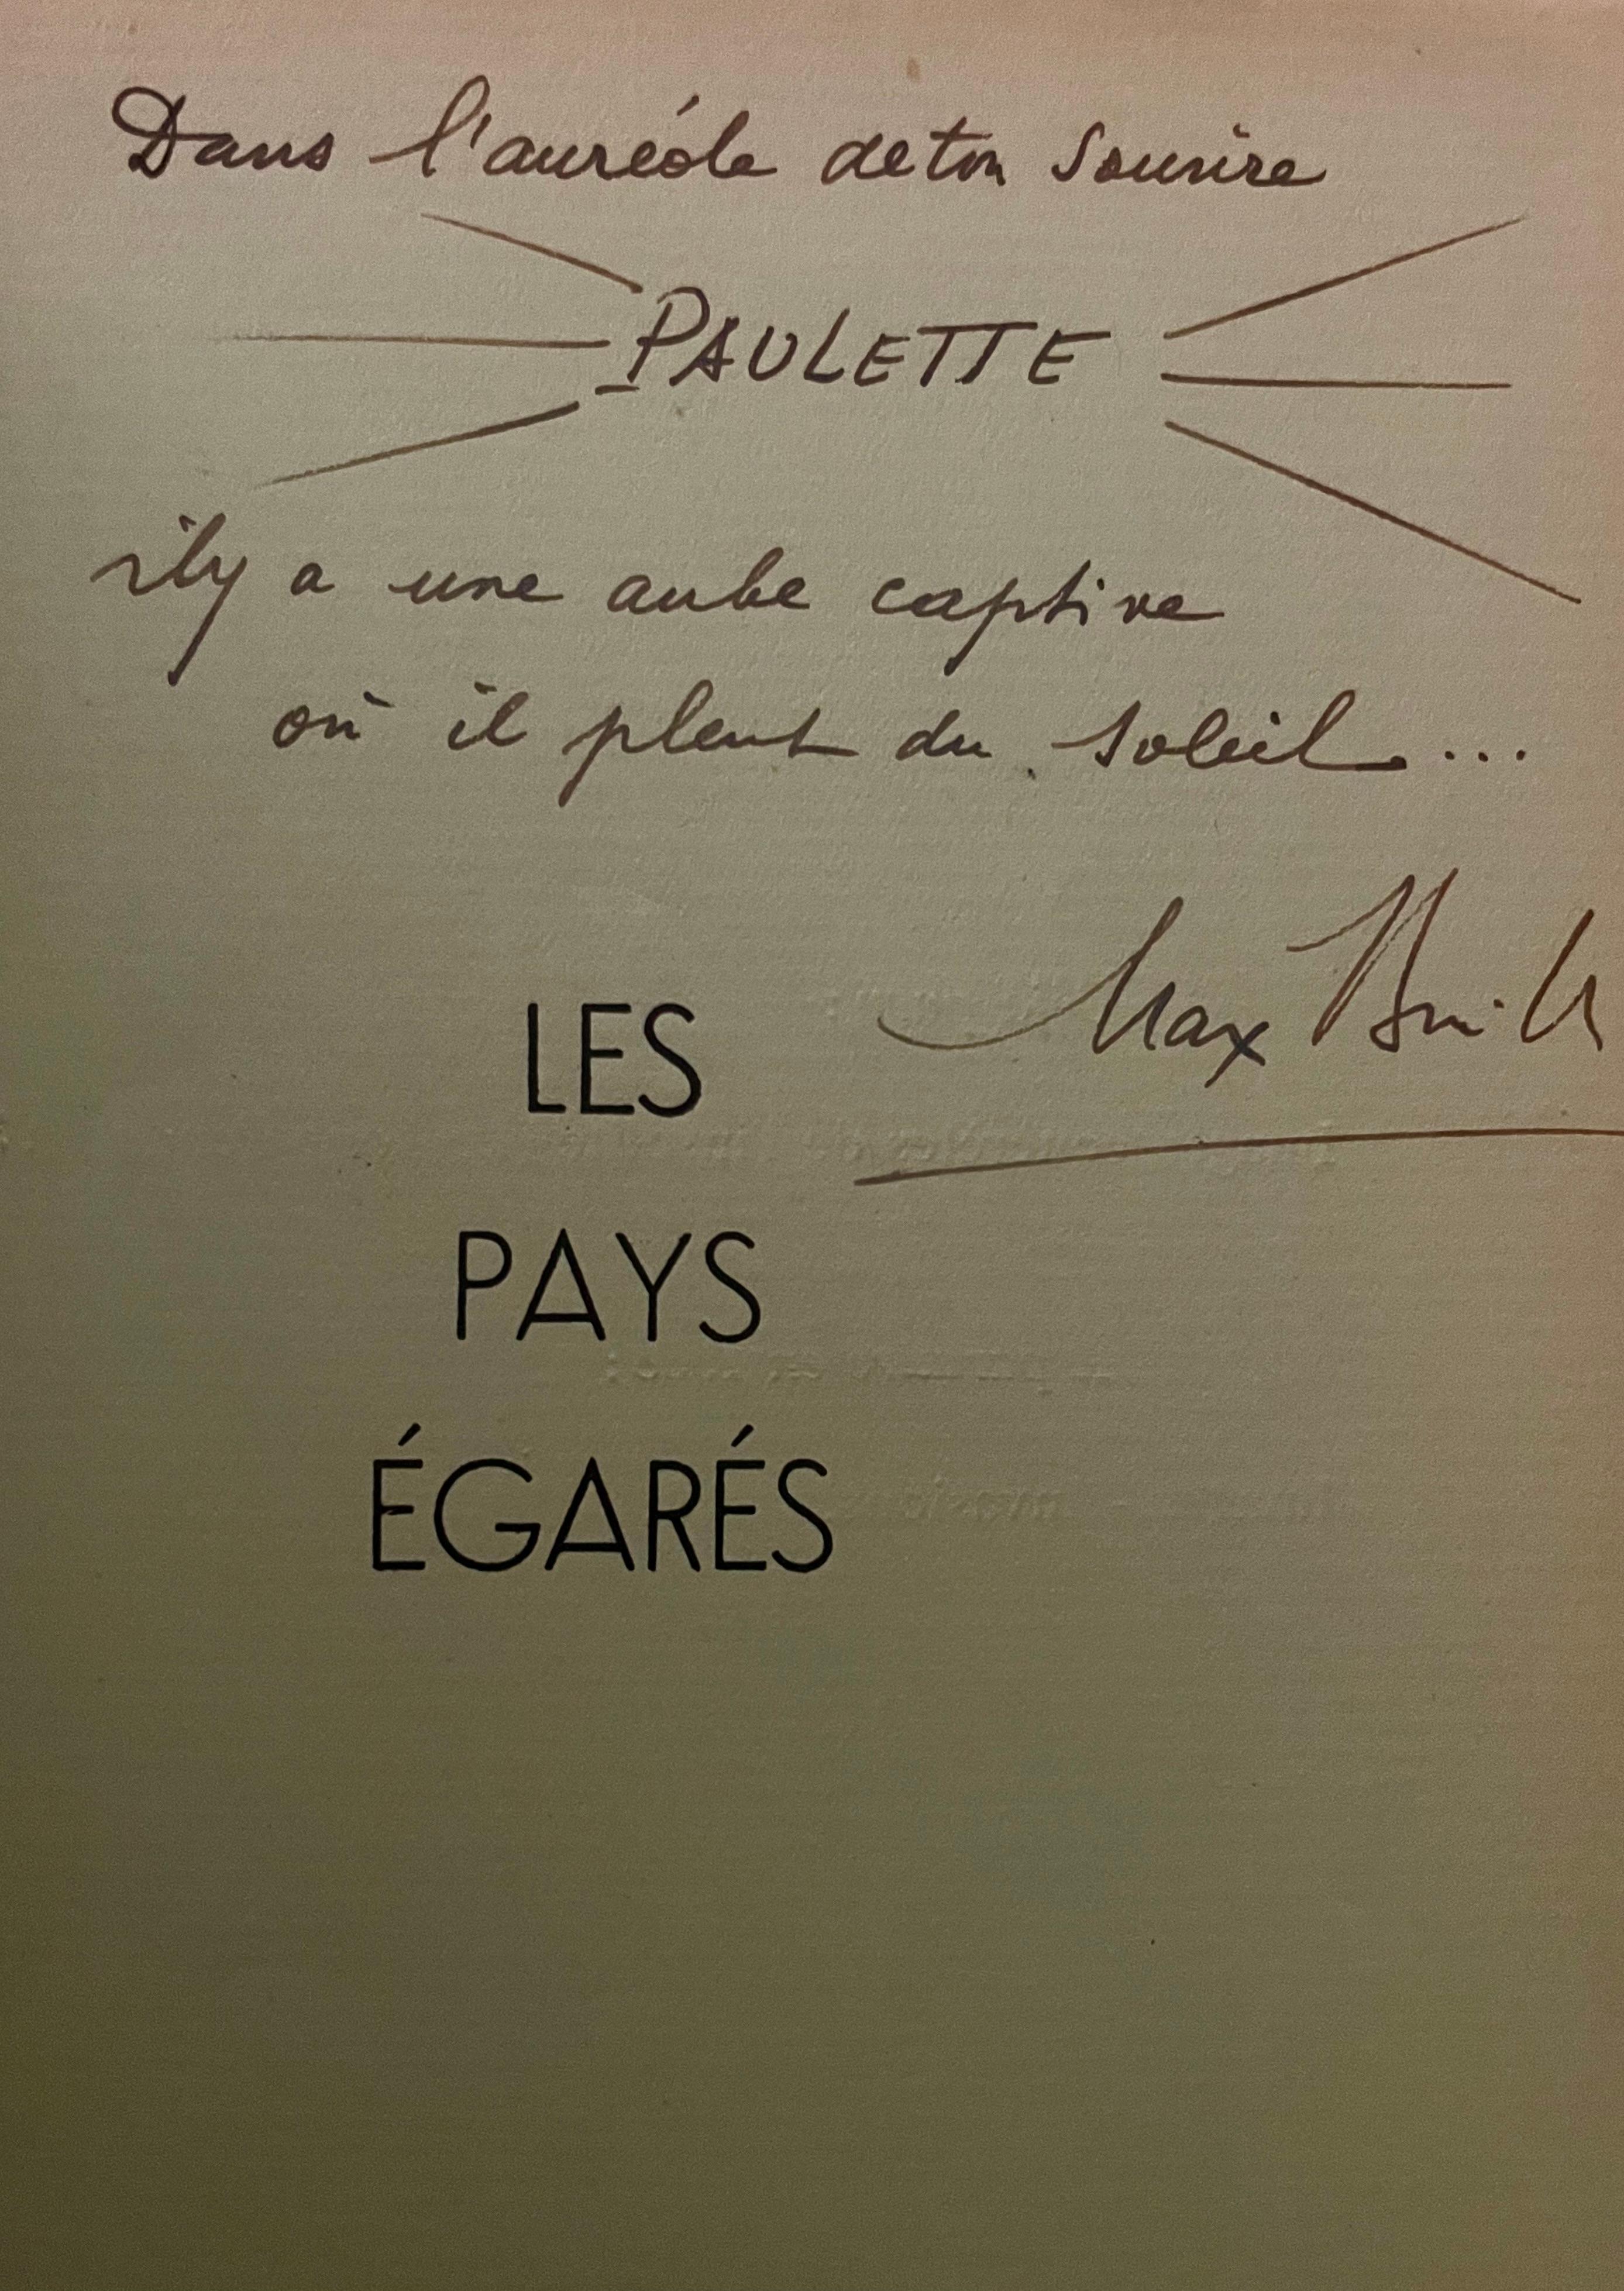 Dans l'auréole de ton sourire
PAULETTE
il y a une aube captive
où il pleut du soleil...
Max
LES
PAYS
ÉGARÉS